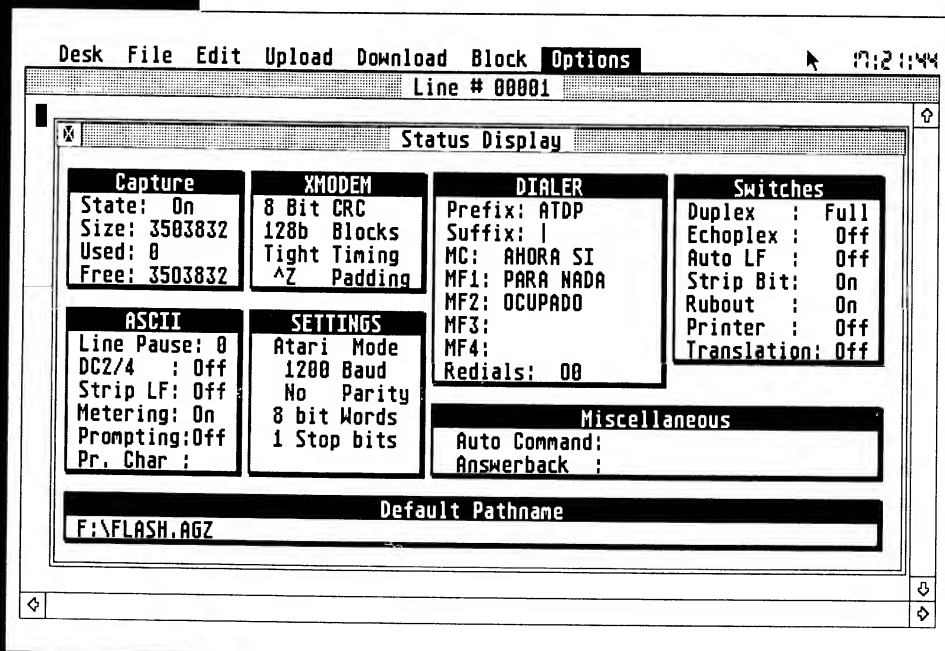 Desk File Edit Upload Download Block Options 17:21:44
Line # 00001
Status Display
Capture
State: On
Size: 3503832
Used: 0
Free: 3503832
XMODEM
8 Bit CRC
128b Blocks
Tight Timing
^Z Padding
DIALER
Prefix: ATDP
Suffix: |
MC: AHORA SI
MF1: PARA NADA
MF2: OCUPADO
MF3:
MF4:
Redials: 00
Switches
Duplex : Full
Echoplex : Off
Auto LF : Off
Strip Bit: On
Rubout : On
Printer : Off
Translation: Off
ASCII
Line Pause: 0
DC2/4 : Off
Strip LF: Off
Metering: On
Prompting:Off
Pr. Char :
SETTINGS
Atari Mode
1200 Baud
No Parity
8 bit Words
1 Stop bits
Miscellaneous
Auto Command:
Answerback :
Default Pathname
F:\FLASH.AGZ